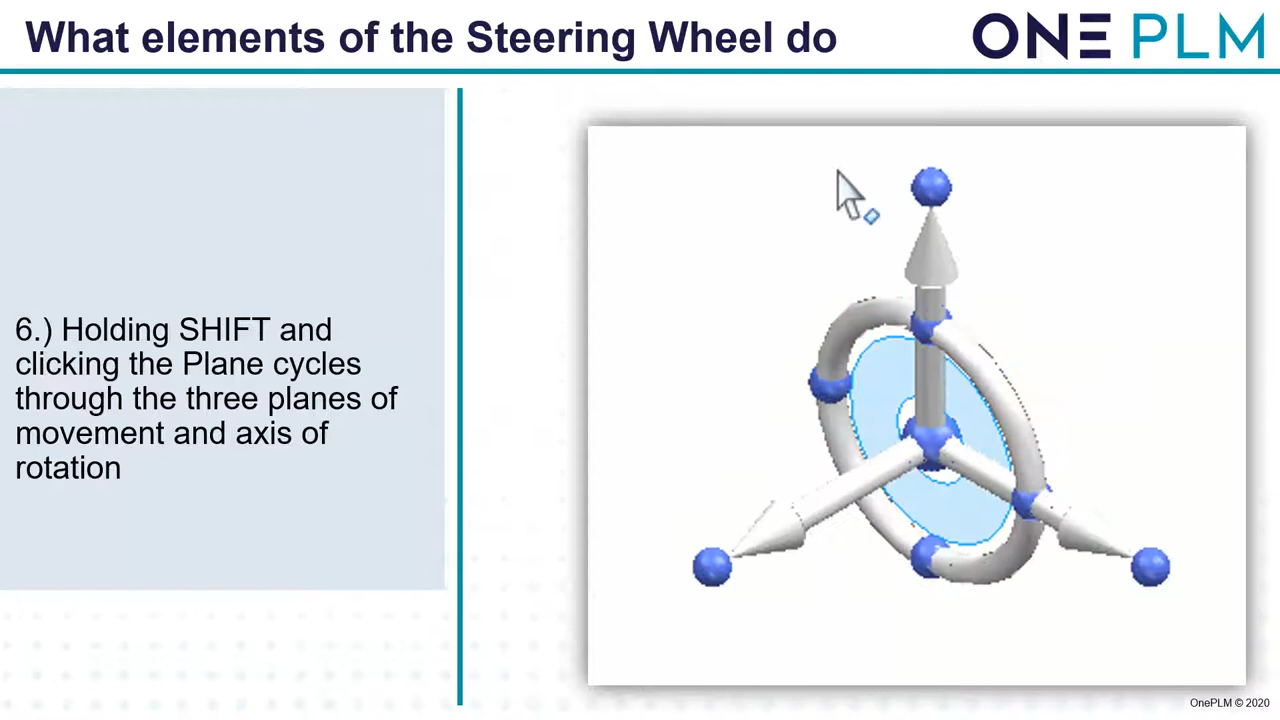 What elements of the Steering Wheel do
ONE PLM
6.) Holding SHIFT and
clicking the Plane cycles
through the three planes of
movement and axis of
rotation
OnePLM © 2020